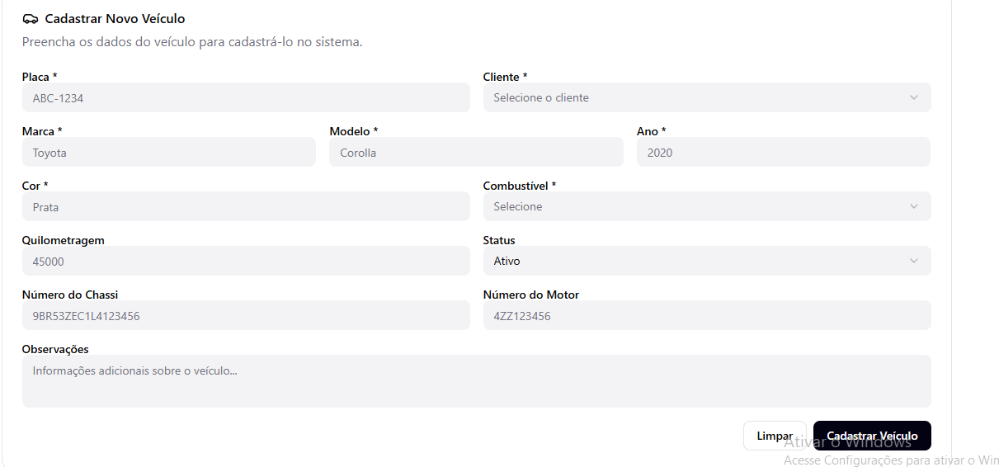 Cadastrar Novo Veículo
Preencha os dados do veículo para cadastrá-lo no sistema.
Placa * Cliente *
ABC-1234 Selecione o cliente
Marca * Modelo * Ano *
Toyota Corolla 2020
Cor * Combustível *
Prata Selecione
Quilometragem Status
45000 Ativo
Número do Chassi Número do Motor
9BR53ZEC1L4123456 4ZZ123456
Observações
Informações adicionais sobre o veículo...
Limpar Cadastrar Veículo
Ativar o Windows
Acesse Configurações para ativar o Win